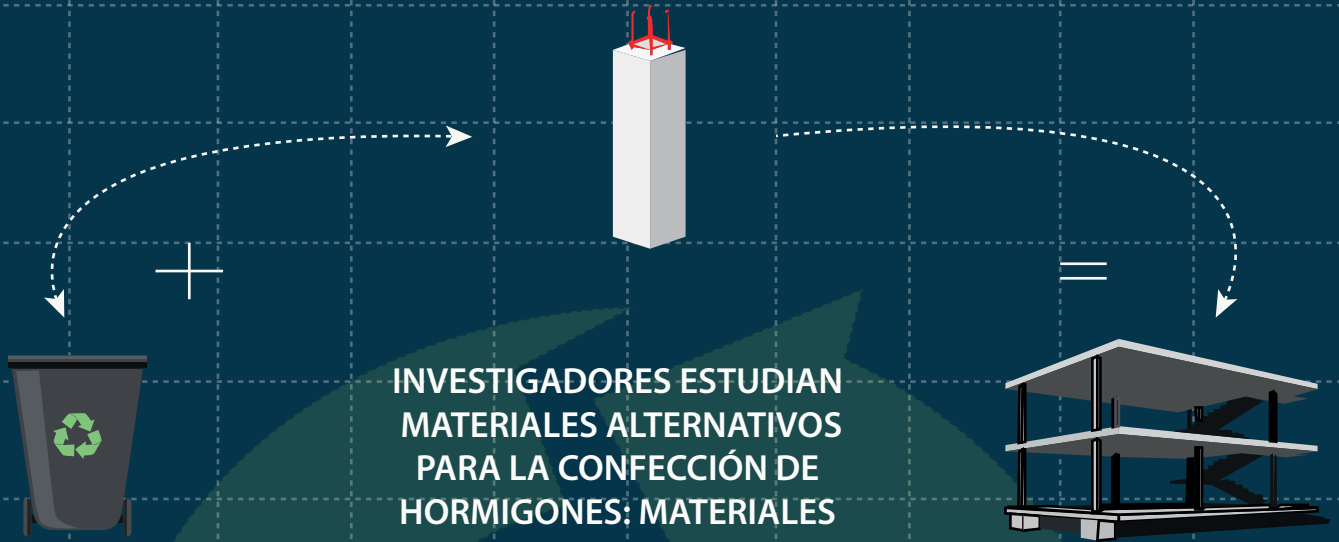 INVESTIGADORES ESTUDIAN
MATERIALES ALTERNATIVOS
PARA LA CONFECCIÓN DE
HORMIGONES: MATERIALES